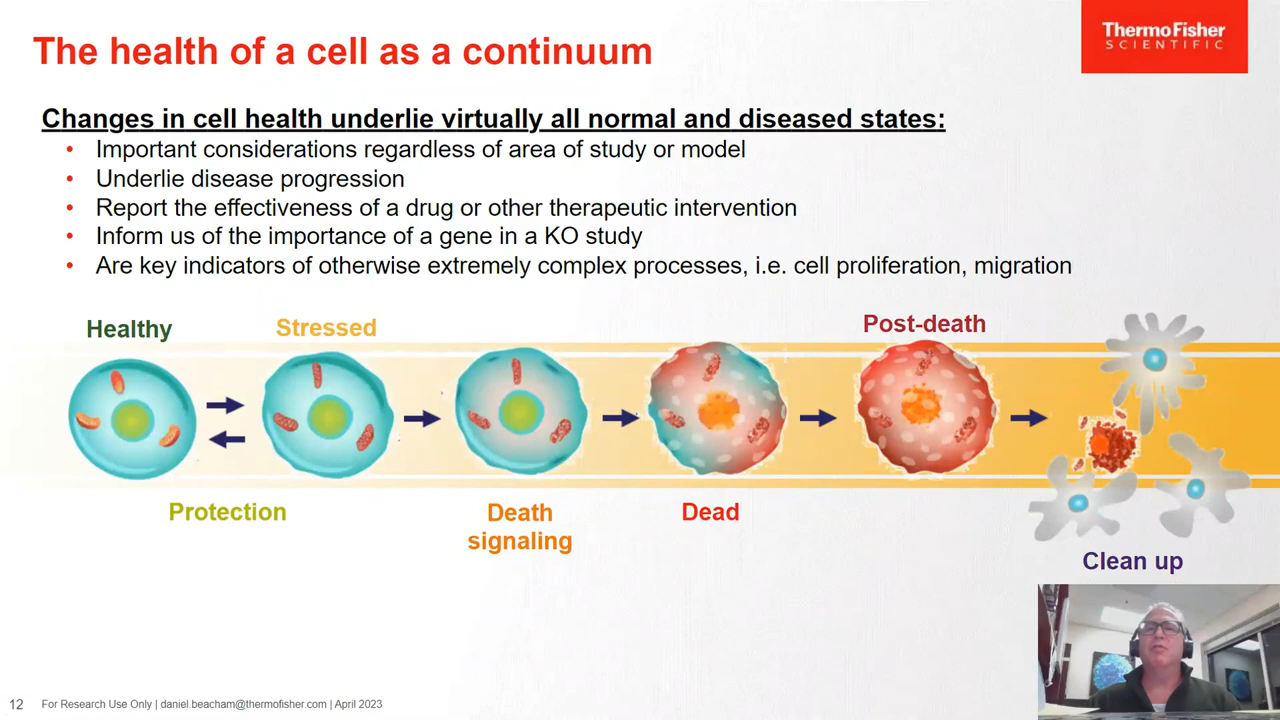 The health of a cell as a continuum
ThermoFisher
SCIENTIFIC
Changes in cell health underlie virtually all normal and diseased states:
• Important considerations regardless of area of study or model
• Underlie disease progression
• Report the effectiveness of a drug or other therapeutic intervention
• Inform us of the importance of a gene in a KO study
• Are key indicators of otherwise extremely complex processes, i.e. cell proliferation, migration
Healthy
Stressed
Post-death
Protection
Death
signaling
Dead
Clean up
12 For Research Use Only | daniel.beacham@thermofisher.com | April 2023